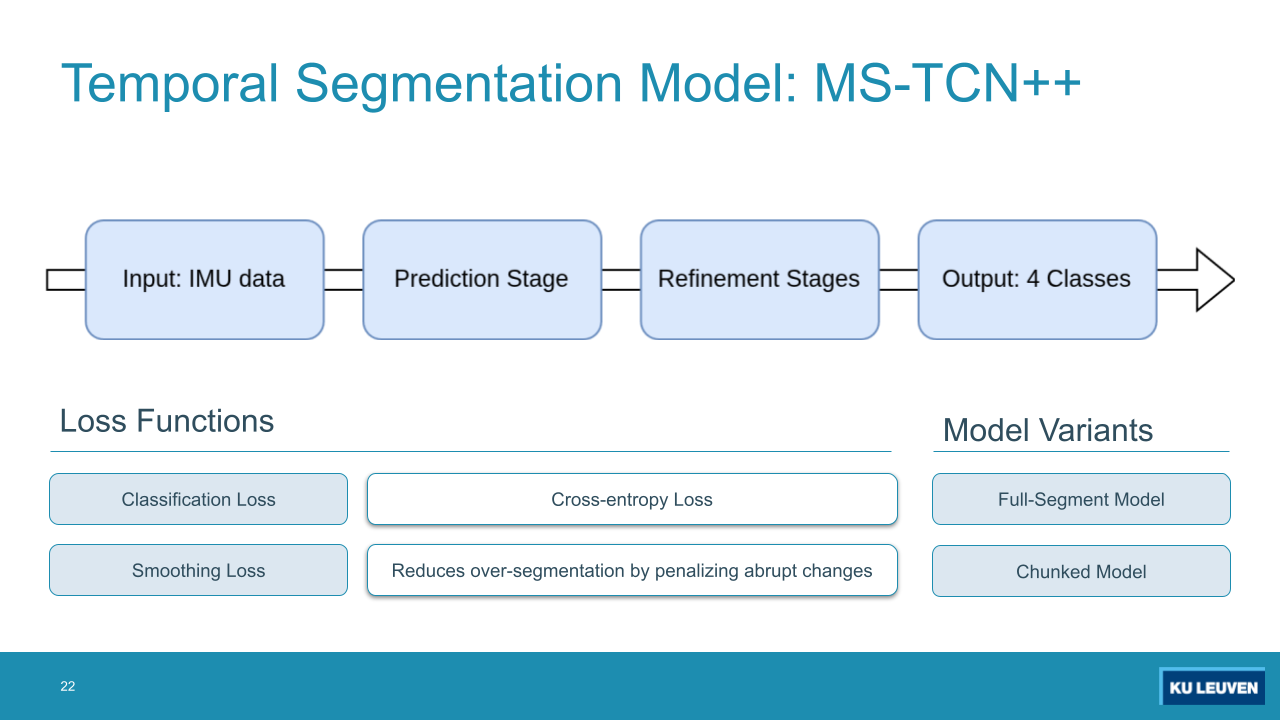 Temporal Segmentation Model: MS-TCN++
Input: IMU data
Prediction Stage
Refinement Stages
Output: 4 Classes
Loss Functions
Classification Loss
Cross-entropy Loss
Smoothing Loss
Reduces over-segmentation by penalizing abrupt changes
Model Variants
Full-Segment Model
Chunked Model
22
KU LEUVEN